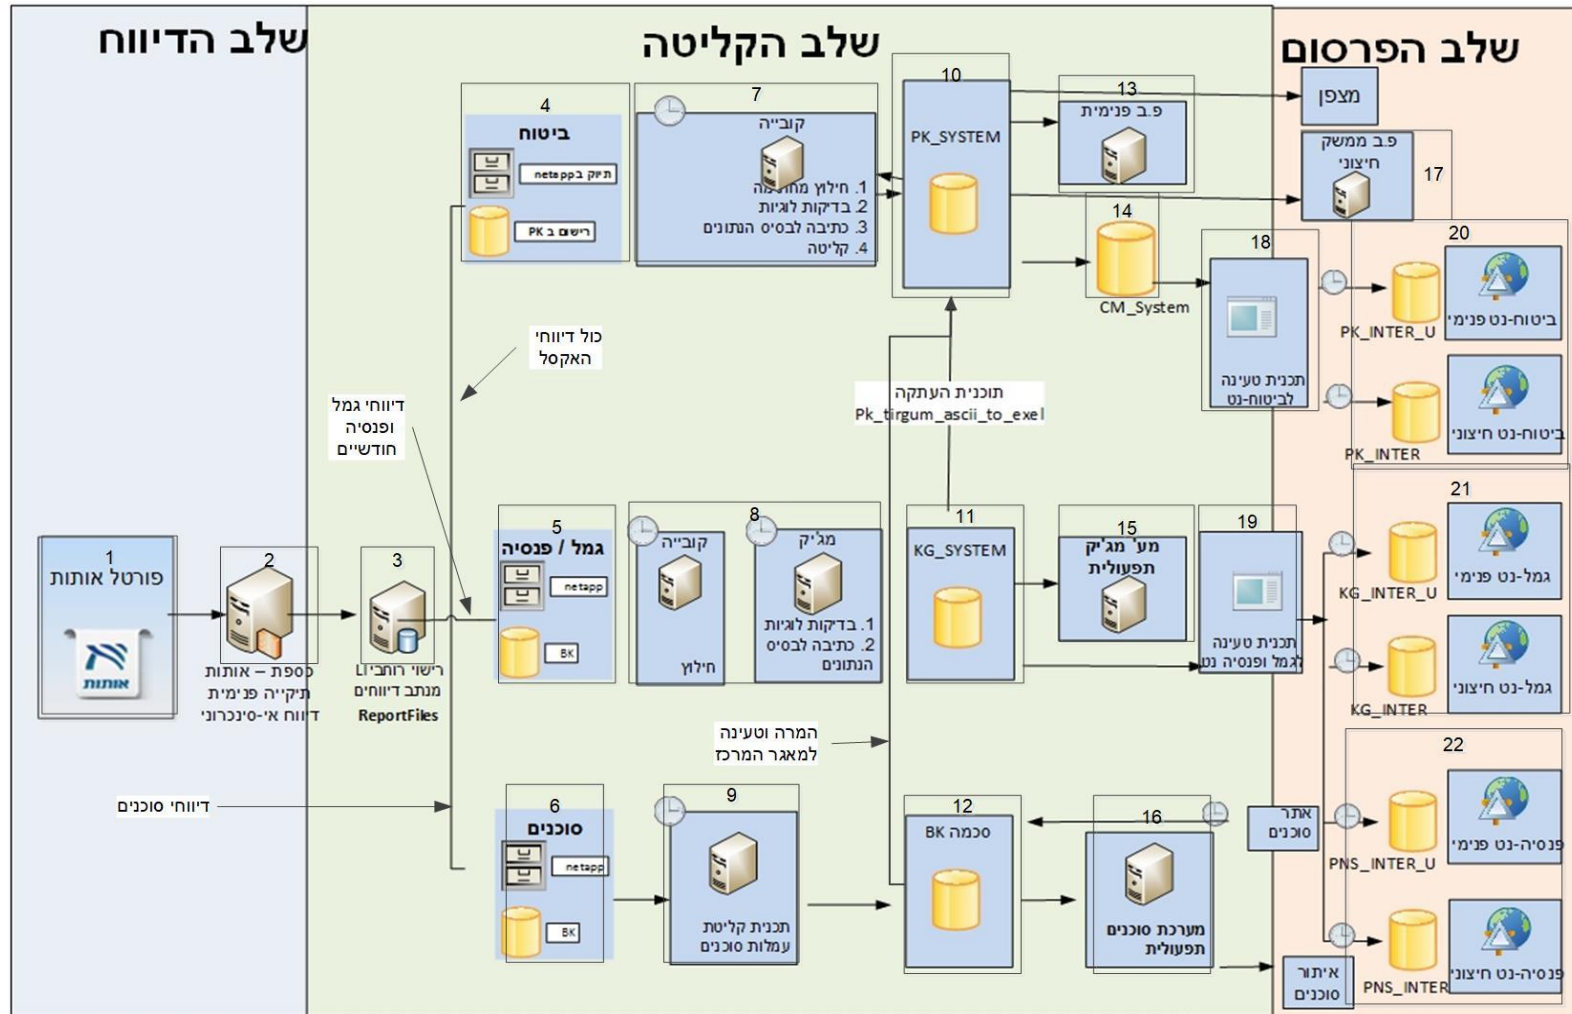 שלב הדיווח
שלב הקליטה
שלב הפרסום
1
פורטל אותות
אותות
2
כספת – אותות
תיקייה פנימית
דיווח אי-סינכרוני
3
רישוי רוחבי LI
מנתב דיווחים
ReportFiles
כול דיווחי
האקסל
דיווחי גמל
ופנסיה
חודשיים
דיווחי סוכנים
4
ביטוח
תיוק ב netapp
רישום ב PK
5
גמל / פנסיה
netapp
BK
6
סוכנים
netapp
BK
7
קובייה
1. חילוץ
2. בדיקות לוגיות
3. כתיבה לבסיס הנתונים
4. קליטה
8
קובייה
חילוץ
מג'יק
1. בדיקות לוגיות
2. כתיבה לבסיס
הנתונים
9
תכנית קליטת
עמלות סוכנים
10
PK_SYSTEM
תוכנית העתקה
Pk_tirgum_ascii_to_exel
11
KG_SYSTEM
המרה וטעינה
למאגר המרכז
12
סכמה BK
13
פ.ב פנימית
14
CM_System
15
מע' מג'יק
תפעולית
16
מערכת סוכנים
תפעולית
מצפן
פ.ב ממשק
חיצוני
17
18
תכנית טעינה
לביטוח-נט
19
תכנית טעינה
לגמל ופנסיה נט
אתר
סוכנים
איתור
סוכנים
20
PK_INTER_U
ביטוח-נט פנימי
PK_INTER
ביטוח-נט חיצוני
21
KG_INTER_U
גמל-נט פנימי
KG_INTER
גמל-נט חיצוני
22
PNS_INTER_U
פנסיה-נט פנימי
PNS_INTER
פנסיה-נט חיצוני